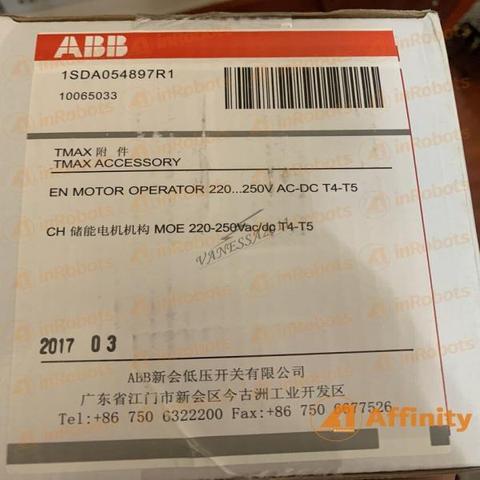 ABB
1SDA054897R1
10065033
TMAX 附 件
TMAX ACCESSORY
EN MOTOR OPERATOR 220...250V AC-DC T4-T5
CH 储能电机机构 MOE 220-250Vac/dc T4-T5
2017 03
ABB新会低压开关有限公司
广东省江门市新会区今古洲工业开发区
Tel:+86 750 6322200 Fax:+86 750 6677526
Affinity
inRobots